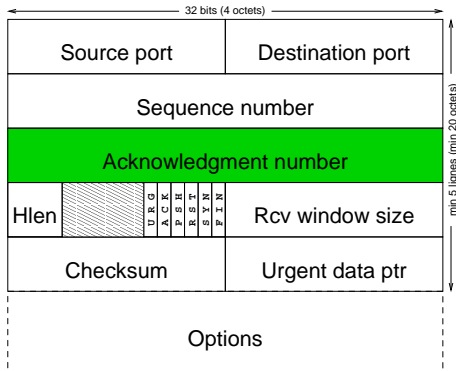 32 bits (4 octets)
Source port
Destination port
Sequence number
Acknowledgment number
Hlen
URG
ACK
PSH
RST
SYN
FIN
Rcv window size
Checksum
Urgent data ptr
Options
min 5 lignes (min 20 octets)